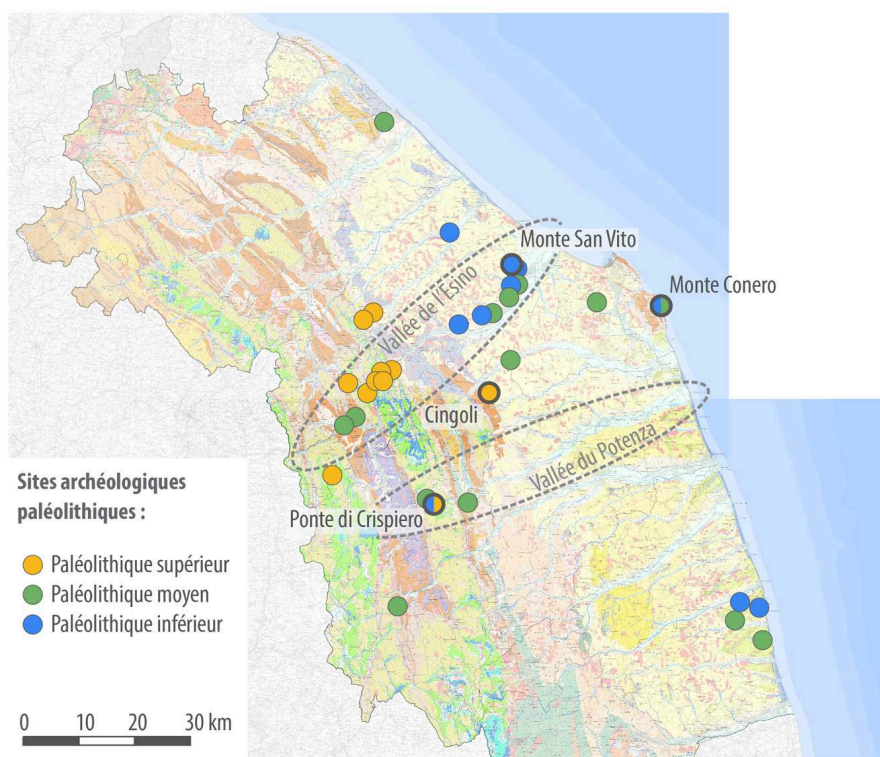 Monte San Vito
Monte Conero
Vallée de l'Esino
Cingoli
Vallée du Potenza
Ponte di Crispiero
Sites archéologiques
paléolithiques :
Paléolithique supérieur
Paléolithique moyen
Paléolithique inférieur
0 10 20 30 km